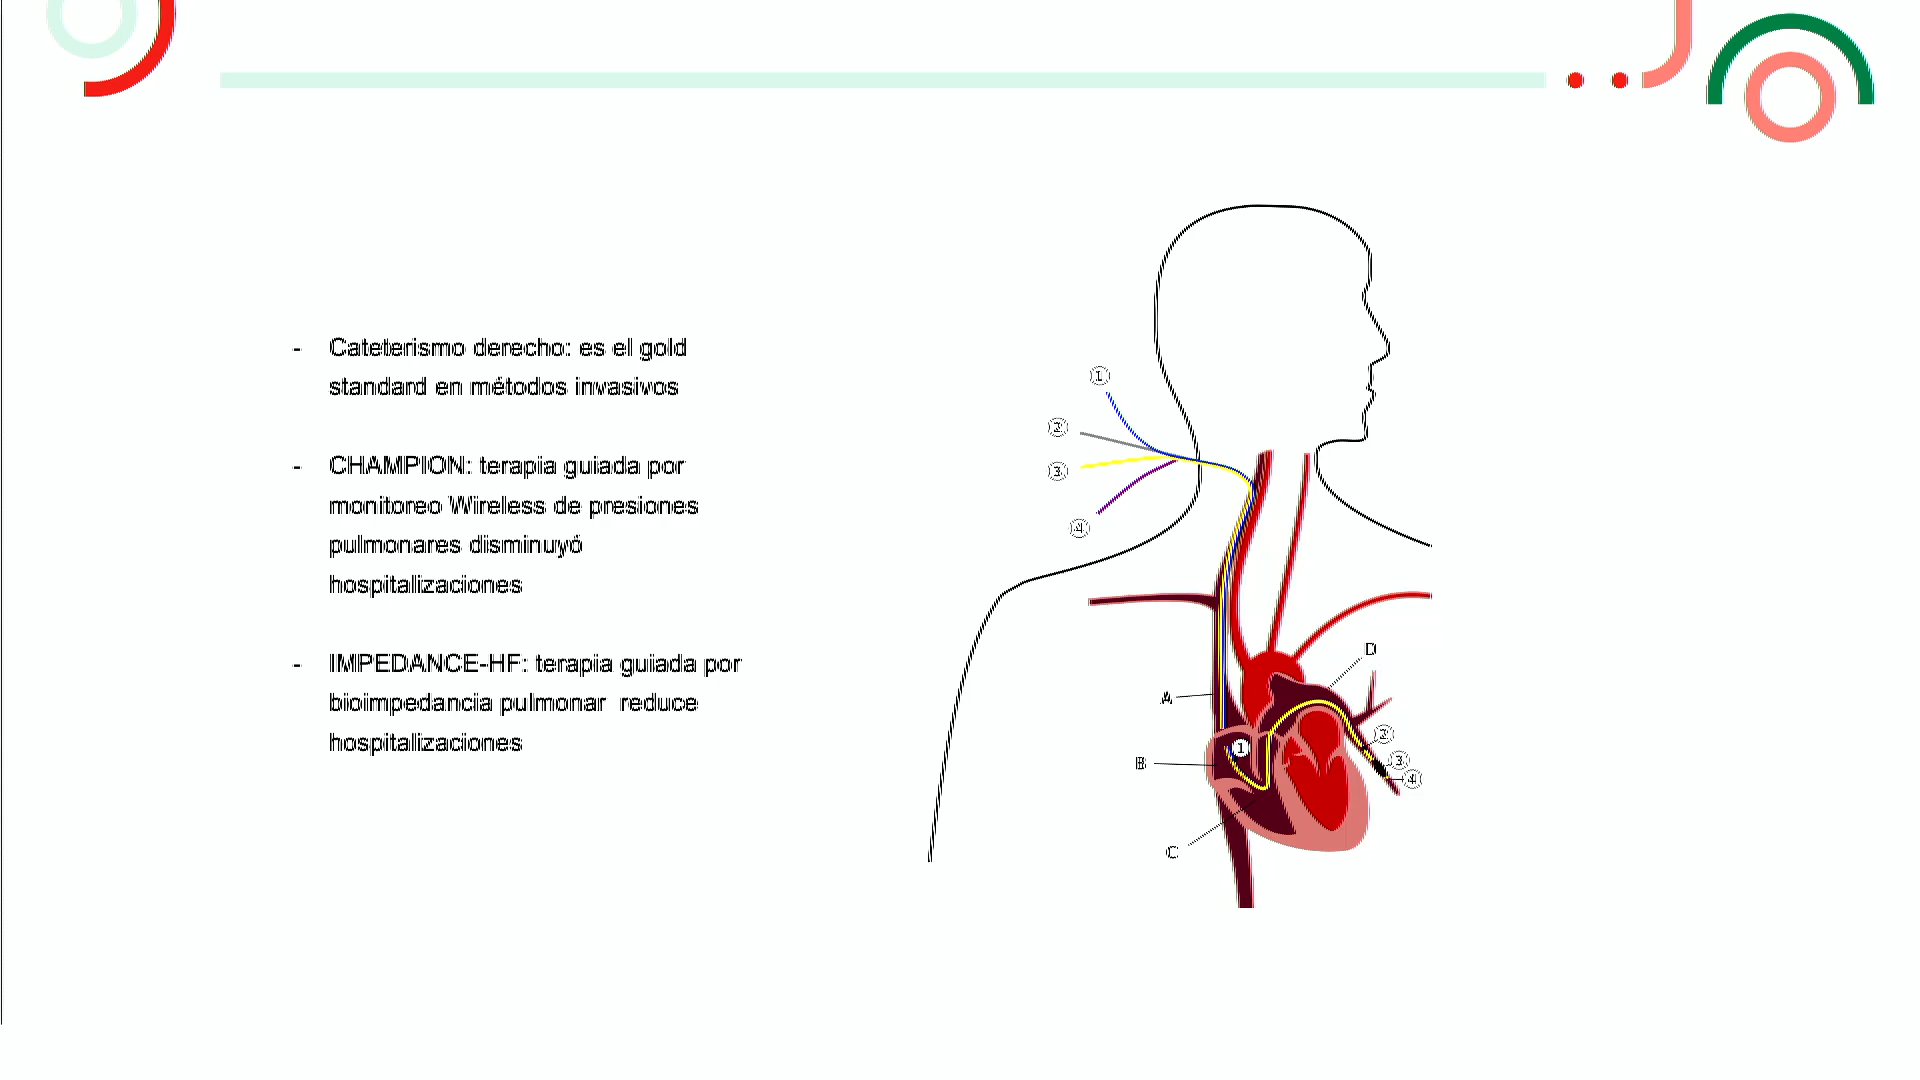 - Cateterismo derecho: es el gold
standard en métodos invasivos
- CHAMPION: terapia guiada por
monitoreo Wireless de presiones
pulmonares disminuyó
hospitalizaciones
- IMPEDANCE-HF: terapia guiada por
bioimpedancia pulmonar  reduce
hospitalizaciones
①
②
③
④
D
A
②
①
③
B
④
C